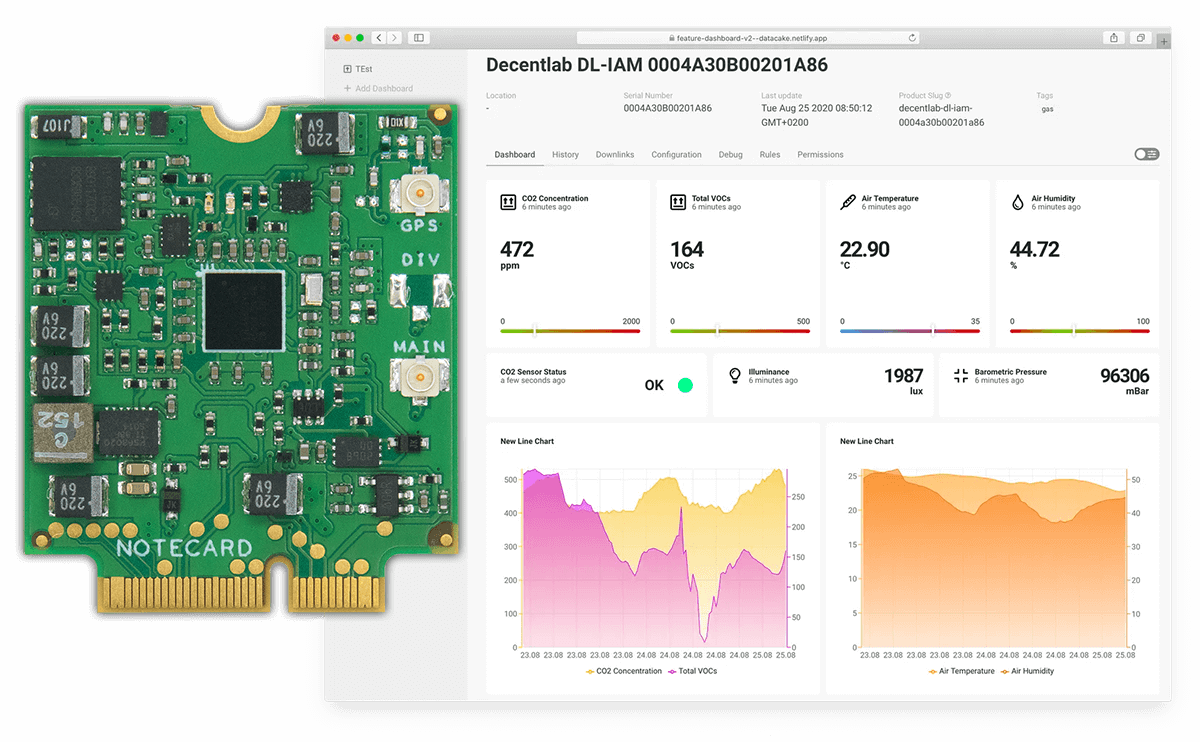 feature-dashboard-v2--datacake.netlify.app
TEst
Add Dashboard
Decentlab DL-IAM 0004A30B00201A86
Location
-
Serial Number
0004A30B00201A86
Last update
Tue Aug 25 2020 08:50:12
GMT+0200
Product Slug
decentlab-dl-iam-
0004a30b00201a86
Tags
gas
Dashboard History Downlinks Configuration Debug Rules Permissions
CO2 Concentration
6 minutes ago
472
ppm
0 2000
Total VOCs
6 minutes ago
164
VOCs
0 500
Air Temperature
6 minutes ago
22.90
°C
0 35
Air Humidity
6 minutes ago
44.72
%
0 100
CO2 Sensor Status
a few seconds ago
OK
Illuminance
6 minutes ago
1987
lux
Barometric Pressure
6 minutes ago
96306
mBar
New Line Chart
500
400
300
200
100
0
250
200
150
100
50
0
23.08 23.08 23.08 23.08 23.08 24.08 24.08 24.08 24.08 24.08 25.08 25.08
CO2 Concentration Total VOCs
New Line Chart
25
20
15
10
5
0
50
40
30
20
10
0
23.08 23.08 23.08 23.08 23.08 24.08 24.08 24.08 24.08 24.08 25.08 25.08
Air Temperature Air Humidity
J107
6V
220
GPS
DIV
MAIN
6V
220
6V
220
152
C
6V
220
6V
220
NOTECARD